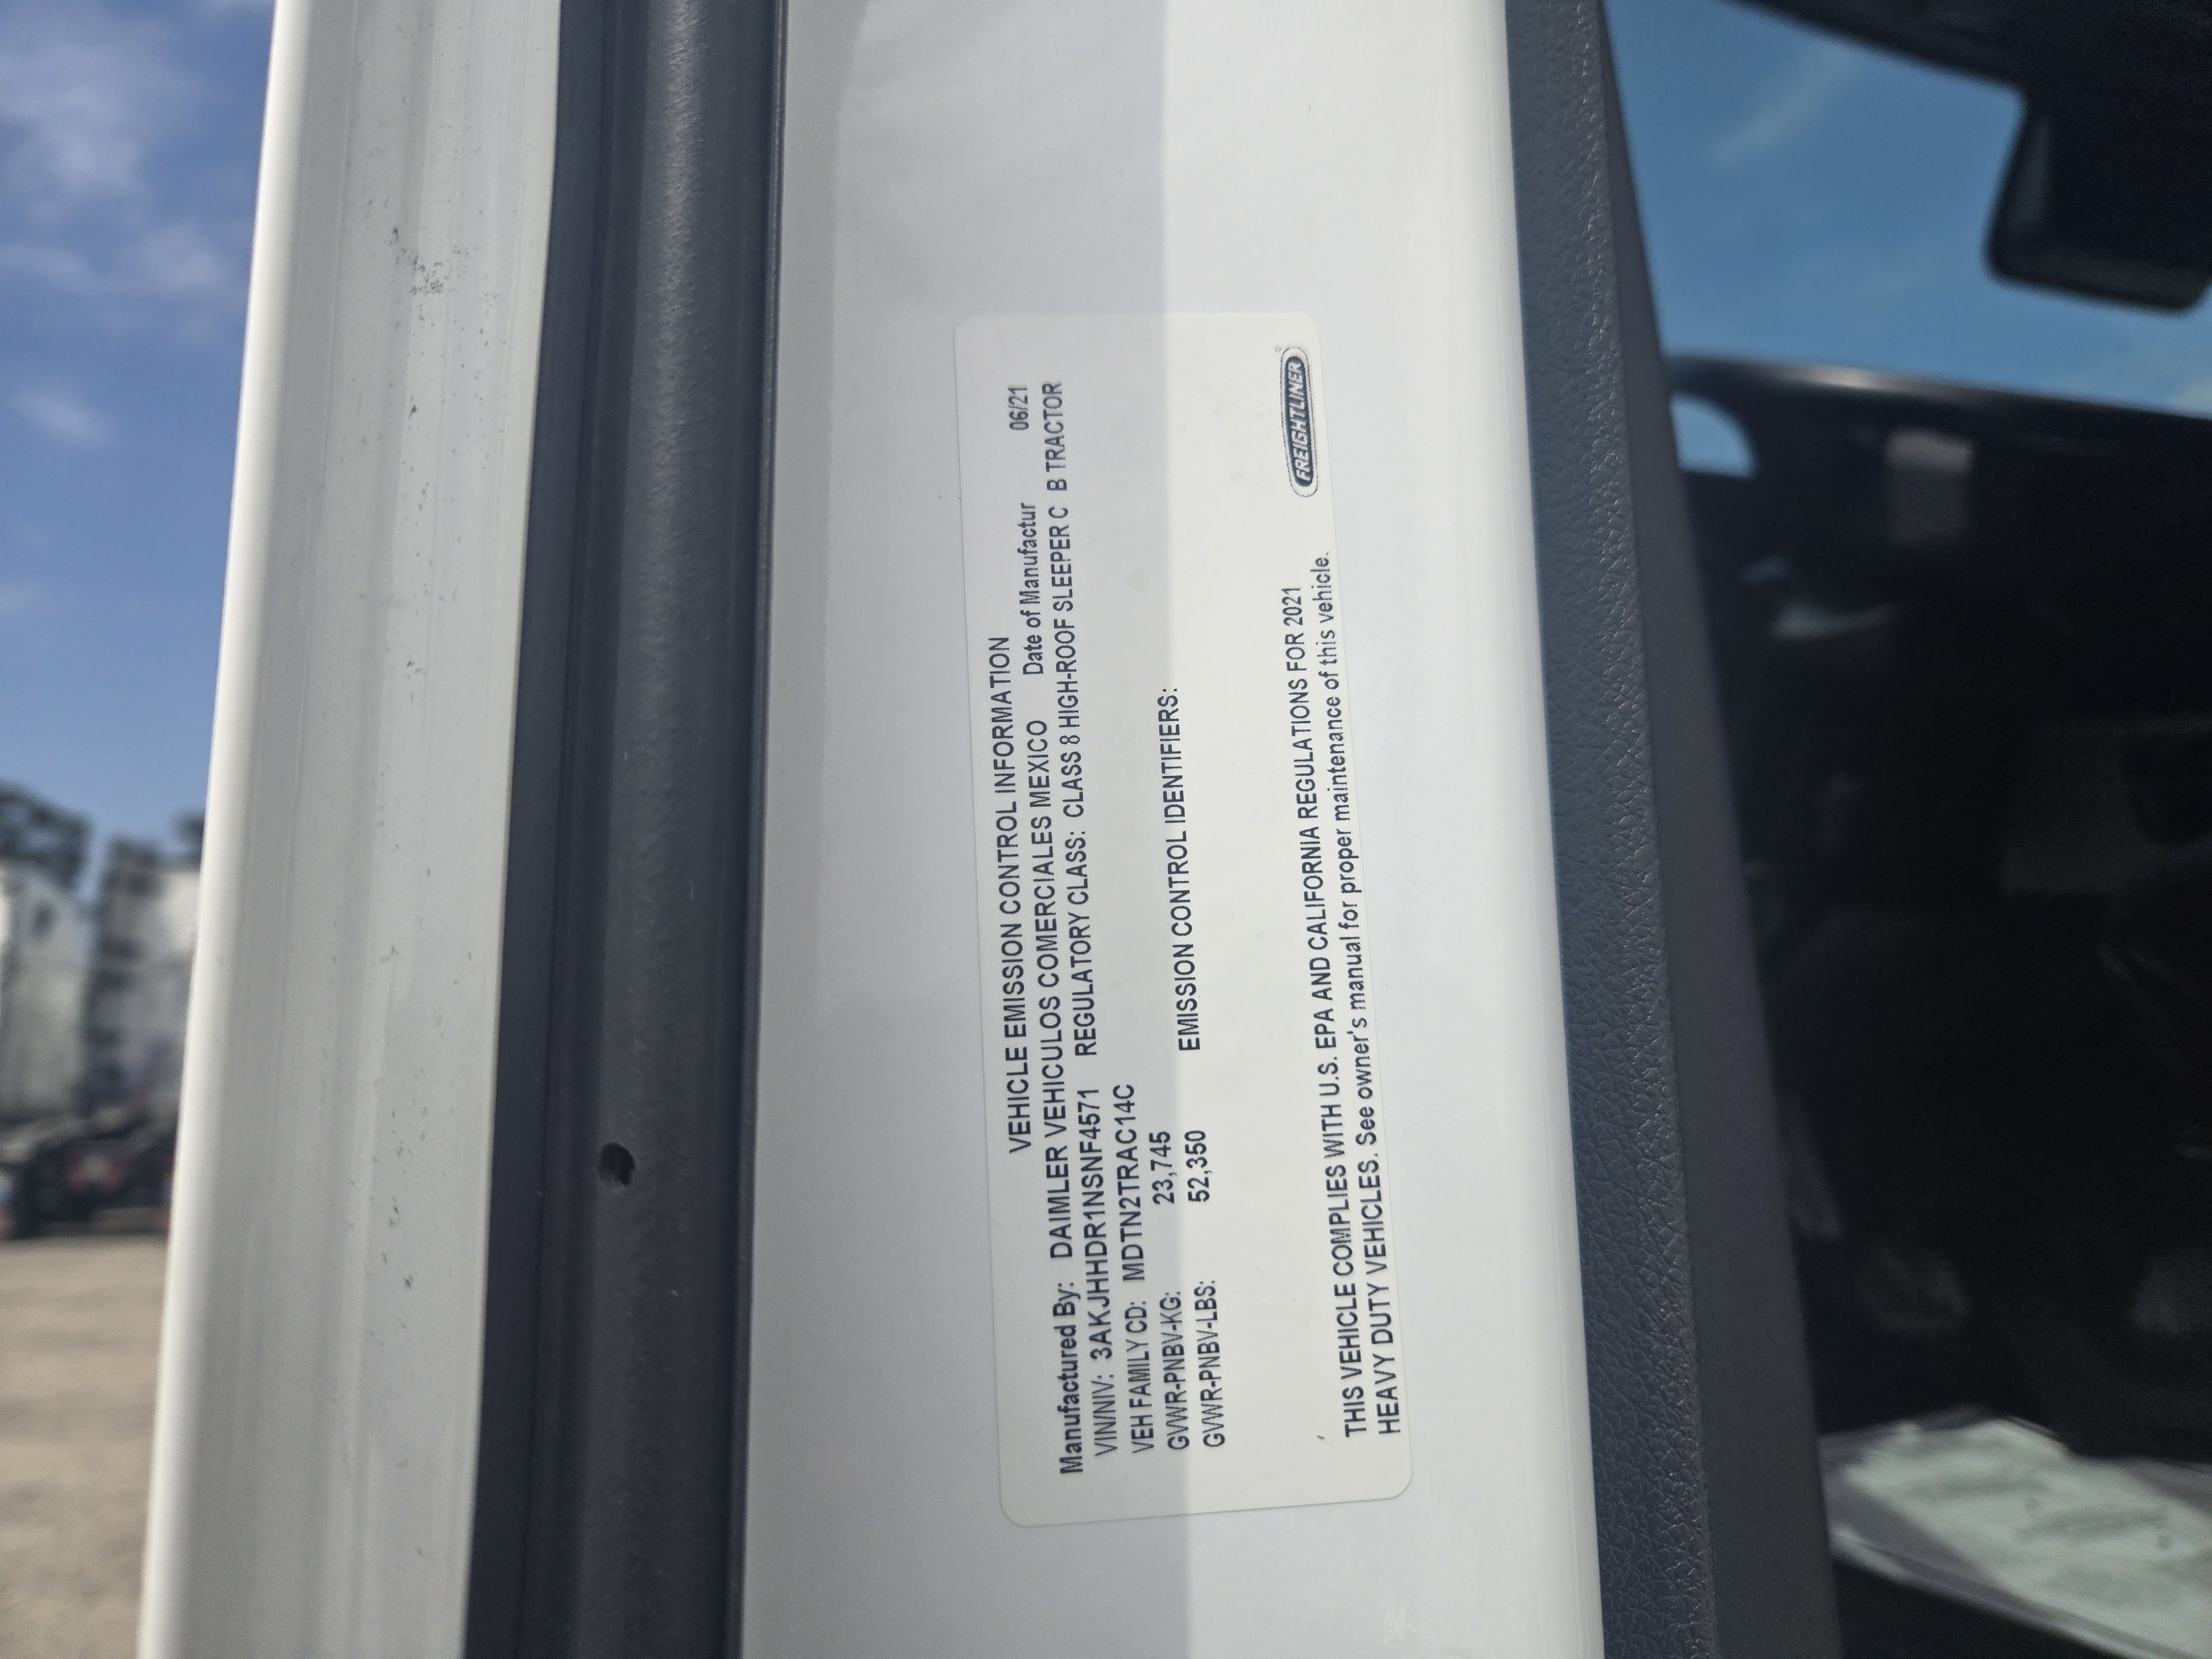 VEHICLE EMISSION CONTROL INFORMATION
Manufactured By: DAIMLER VEHICULOS COMERCIALES MEXICO Date of Manufactur 06/21
VIN/NIV: 3AKJHHDR1NSNF4571 REGULATORY CLASS: CLASS 8 HIGH-ROOF SLEEPER C B TRACTOR
VEH FAMILY CD: MDTN2TRAC14C
GVWR-PNBV-KG: 23,745
GVWR-PNBV-LBS: 52,350 EMISSION CONTROL IDENTIFIERS:
THIS VEHICLE COMPLIES WITH U.S. EPA AND CALIFORNIA REGULATIONS FOR 2021
HEAVY DUTY VEHICLES. See owner's manual for proper maintenance of this vehicle.
FREIGHTLINER